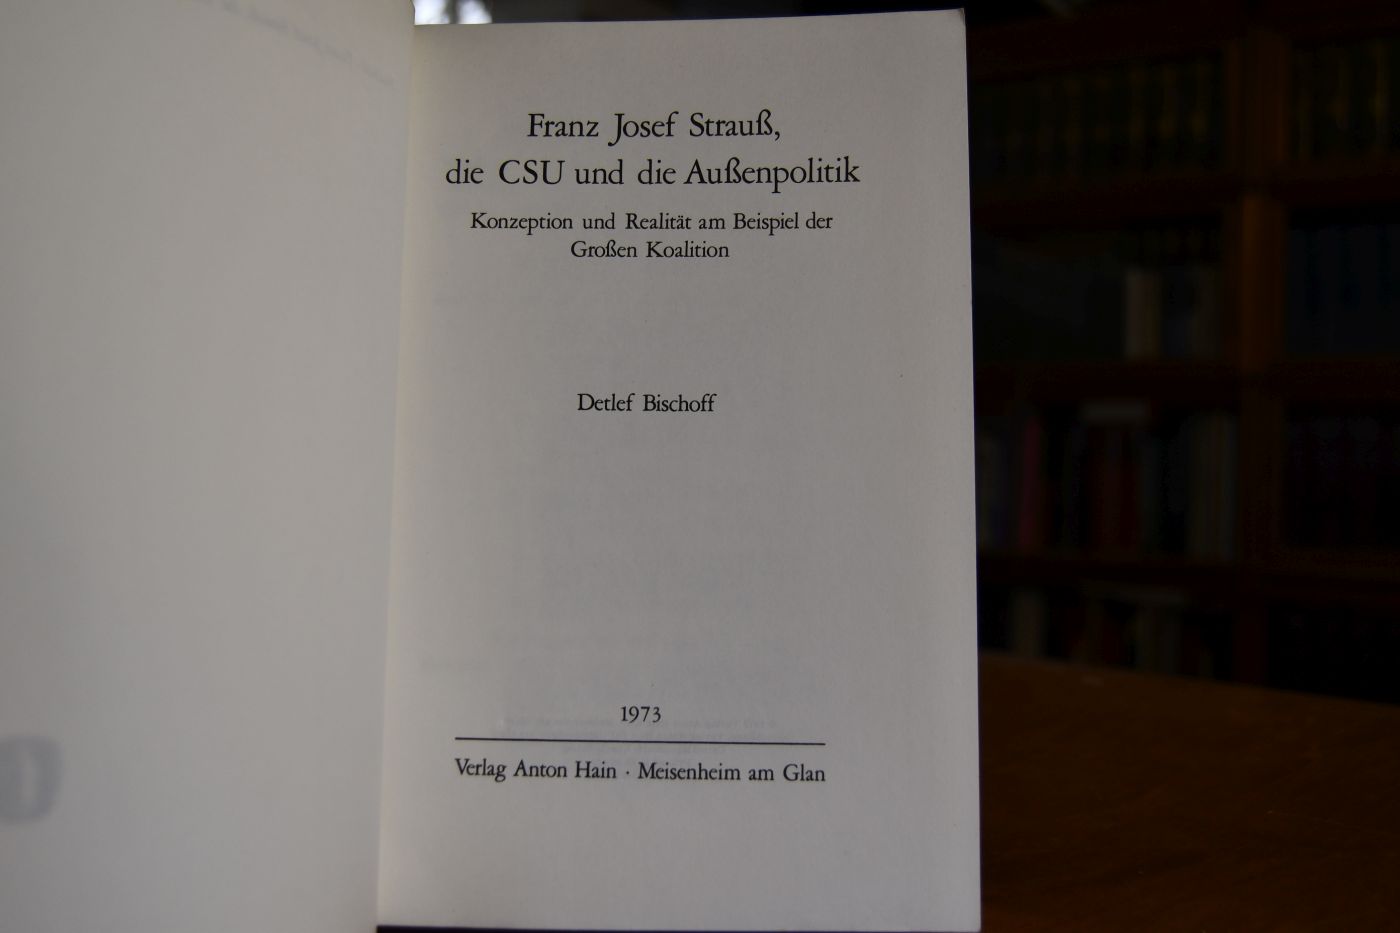 Franz Josef Strauß,
die CSU und die Außenpolitik
Konzeption und Realität am Beispiel der
Großen Koalition
Detlef Bischoff
1973
Verlag Anton Hain · Meisenheim am Glan